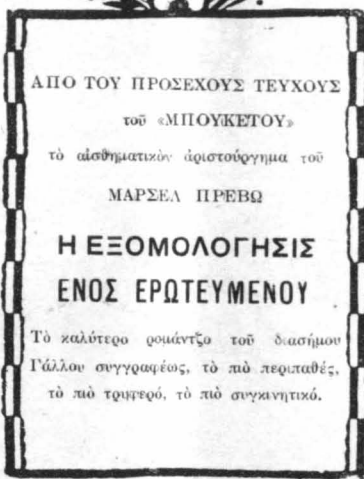 ΑΠΟ ΤΟΥ ΠΡΟΣΕΧΟΥΣ ΤΕΥΧΟΥΣ
τοῦ «ΜΠΟΥΚΕΤΟΥ»
τὸ αἰσθηματικὸν ἀριστούργημα τοῦ
ΜΑΡΣΕΛ ΠΡΕΒΩ
Η ΕΞΟΜΟΛΟΓΗΣΙΣ
ΕΝΟΣ ΕΡΩΤΕΥΜΕΝΟΥ
Τὸ καλύτερο ρομάντζο τοῦ διασήμου
Γάλλου συγγραφέως, τὸ πιὸ περιπαθές,
τὸ πιὸ τρυφερό, τὸ πιὸ συγκινητικό.